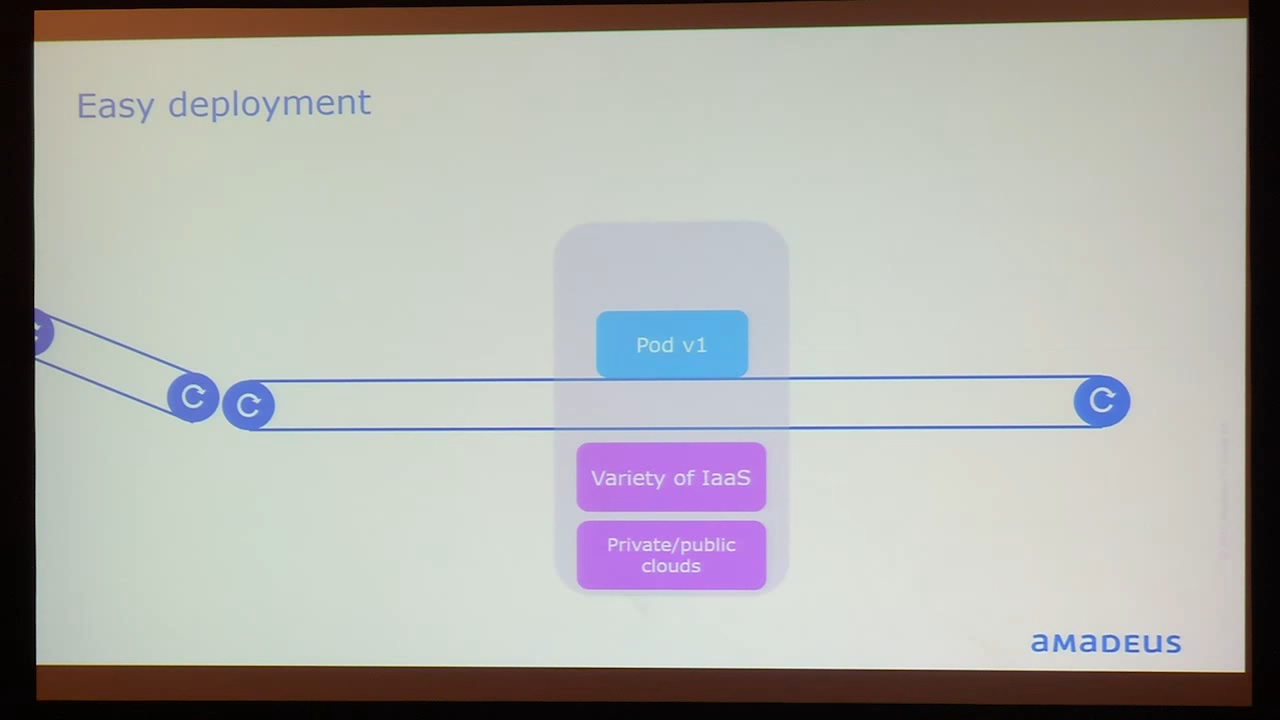 Easy deployment
Pod v1
Variety of IaaS
Private/public
clouds
amaDEUS